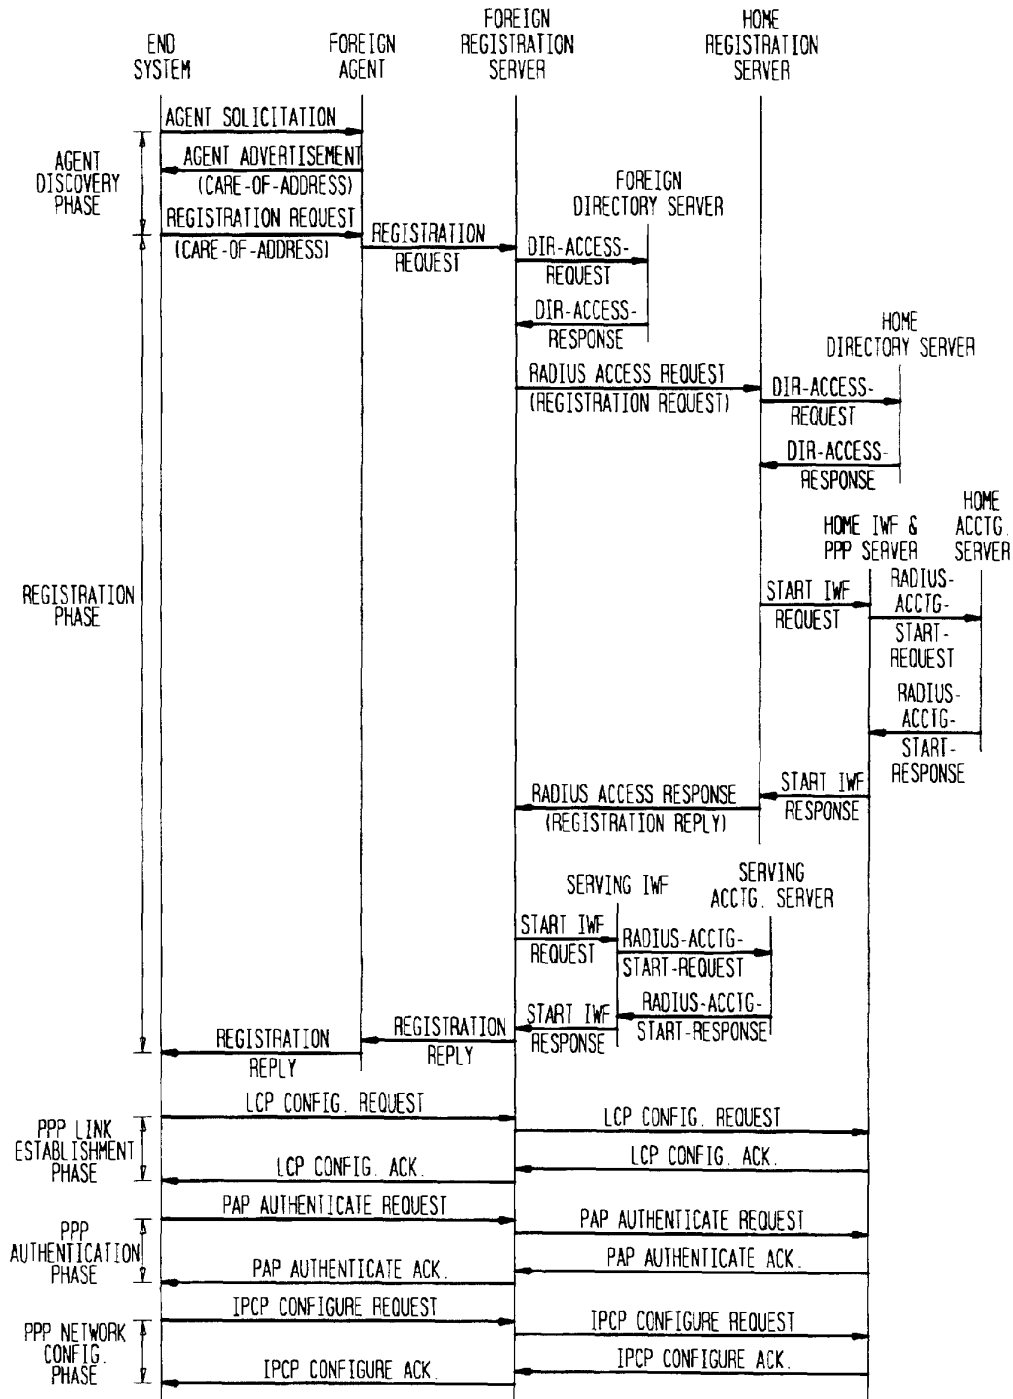 END
SYSTEM
FOREIGN
AGENT
FOREIGN
REGISTRATION
SERVER
HOME
REGISTRATION
SERVER
AGENT SOLICITATION
AGENT ADVERTISEMENT
(CARE-OF-ADDRESS)
AGENT
DISCOVERY
PHASE
REGISTRATION REQUEST
(CARE-OF-ADDRESS)
REGISTRATION
REQUEST
FOREIGN
DIRECTORY SERVER
DIR-ACCESS-
REQUEST
DIR-ACCESS-
RESPONSE
HOME
DIRECTORY SERVER
RADIUS ACCESS REQUEST
(REGISTRATION REQUEST)
DIR-ACCESS-
REQUEST
DIR-ACCESS-
RESPONSE
HOME IWF &
PPP SERVER
HOME
ACCTG.
SERVER
REGISTRATION
PHASE
START IWF
REQUEST
RADIUS-
ACCTG-
START-
REQUEST
RADIUS-
ACCTG-
START-
RESPONSE
START IWF
RESPONSE
RADIUS ACCESS RESPONSE
(REGISTRATION REPLY)
SERVING IWF
SERVING
ACCTG. SERVER
START IWF
REQUEST
RADIUS-ACCTG-
START-REQUEST
RADIUS-ACCTG-
START-RESPONSE
START IWF
RESPONSE
REGISTRATION
REPLY
REGISTRATION
REPLY
PPP LINK
ESTABLISHMENT
PHASE
LCP CONFIG. REQUEST
LCP CONFIG. REQUEST
LCP CONFIG. ACK.
LCP CONFIG. ACK.
PPP
AUTHENTICATION
PHASE
PAP AUTHENTICATE REQUEST
PAP AUTHENTICATE REQUEST
PAP AUTHENTICATE ACK.
PAP AUTHENTICATE ACK.
PPP NETWORK
CONFIG.
PHASE
IPCP CONFIGURE REQUEST
IPCP CONFIGURE REQUEST
IPCP CONFIGURE ACK.
IPCP CONFIGURE ACK.